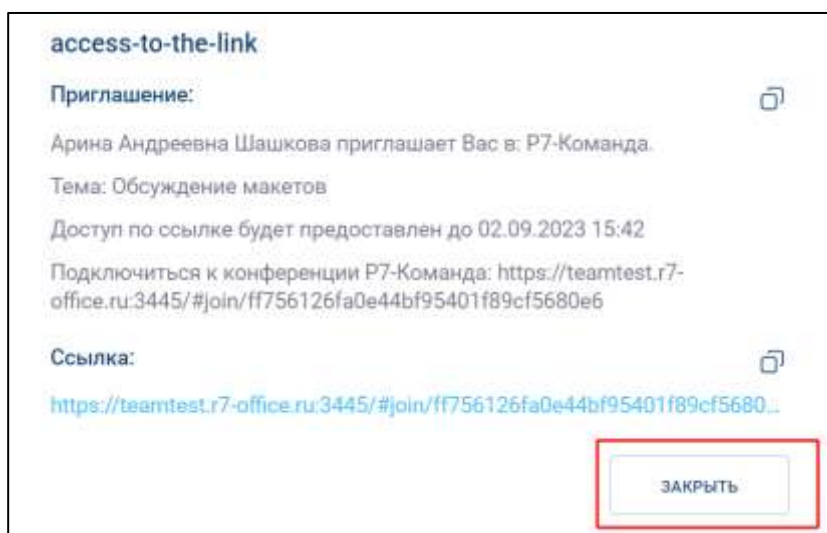 access-to-the-link
Приглашение:
Арина Андреевна Шашкова приглашает Вас в: Р7-Команда.
Тема: Обсуждение макетов
Доступ по ссылке будет предоставлен до 02.09.2023 15:42
Подключиться к конференции Р7-Команда: https://teamtest.r7-
office.ru:3445/#join/ff756126fa0e44bf95401f89cf5680e6
Ссылка:
https://teamtest.r7-office.ru:3445/#join/ff756126fa0e44bf95401f89cf5680...
ЗАКРЫТЬ